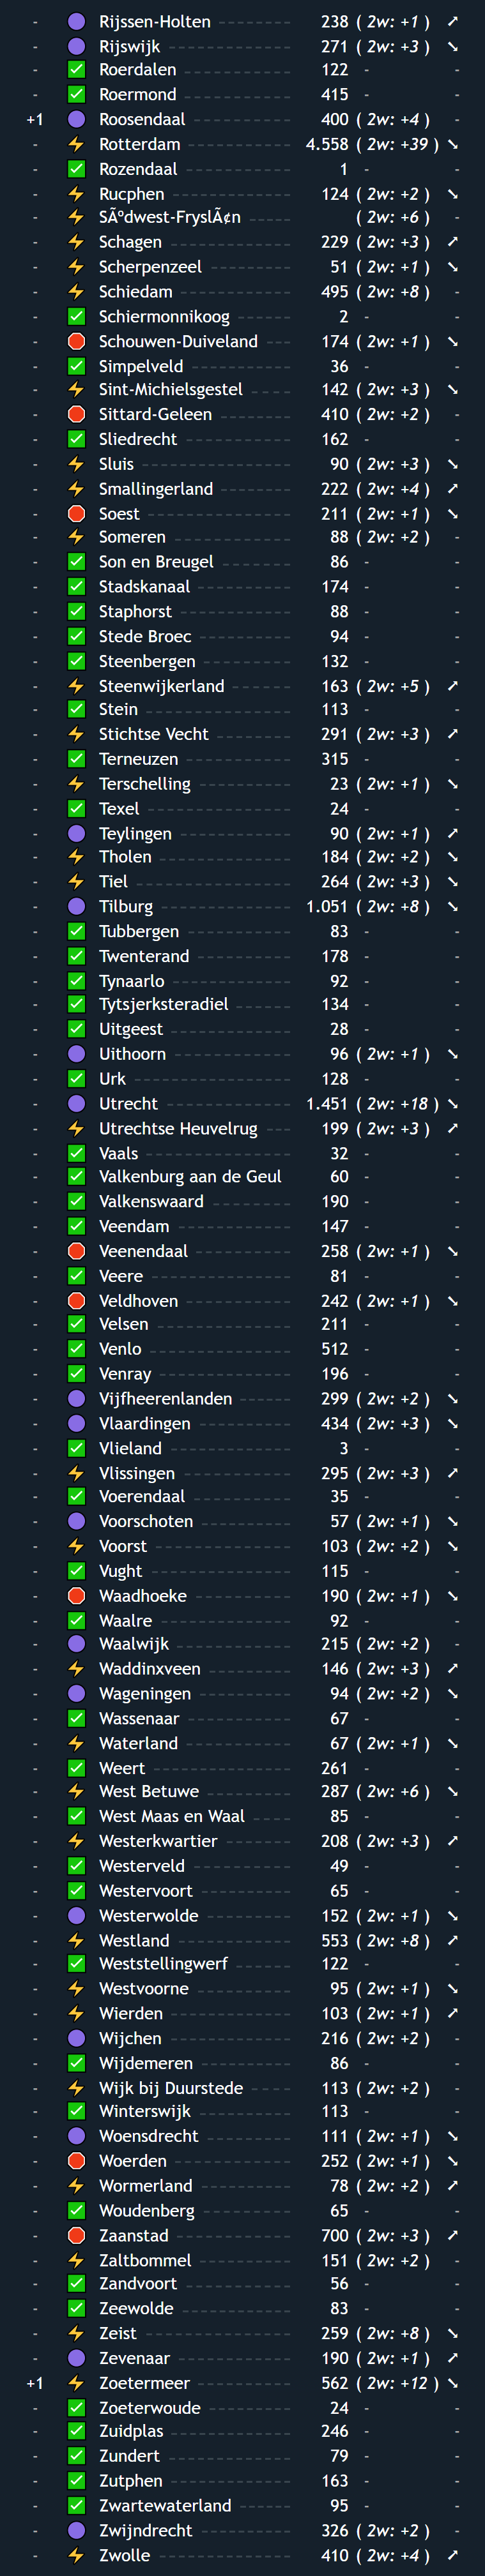 - Rijssen-Holten 238 ( 2w: +1 ) ➚
- Rijswijk 271 ( 2w: +3 ) ➘
- ✅ Roerdalen 122 - -
- ✅ Roermond 415 - -
+1 Roosendaal 400 ( 2w: +4 ) -
- ⚡ Rotterdam 4.558 ( 2w: +39 ) ➘
- ✅ Rozendaal 1 - -
- ⚡ Rucphen 124 ( 2w: +2 ) ➘
- ⚡ SÃºdwest-FryslÃ¢n ( 2w: +6 ) -
- ⚡ Schagen 229 ( 2w: +3 ) ➚
- ⚡ Scherpenzeel 51 ( 2w: +1 ) ➘
- ⚡ Schiedam 495 ( 2w: +8 ) -
- ✅ Schiermonnikoog 2 - -
- Schouwen-Duiveland 174 ( 2w: +1 ) ➘
- ✅ Simpelveld 36 - -
- ⚡ Sint-Michielsgestel 142 ( 2w: +3 ) ➘
- Sittard-Geleen 410 ( 2w: +2 ) -
- ✅ Sliedrecht 162 - -
- ⚡ Sluis 90 ( 2w: +3 ) ➘
- ⚡ Smallingerland 222 ( 2w: +4 ) ➚
- Soest 211 ( 2w: +1 ) ➘
- ⚡ Someren 88 ( 2w: +2 ) -
- ✅ Son en Breugel 86 - -
- ✅ Stadskanaal 174 - -
- ✅ Staphorst 88 - -
- ✅ Stede Broec 94 - -
- ✅ Steenbergen 132 - -
- ⚡ Steenwijkerland 163 ( 2w: +5 ) ➚
- ✅ Stein 113 - -
- ⚡ Stichtse Vecht 291 ( 2w: +3 ) ➚
- ✅ Terneuzen 315 - -
- ⚡ Terschelling 23 ( 2w: +1 ) ➘
- ✅ Texel 24 - -
- Teylingen 90 ( 2w: +1 ) ➚
- ⚡ Tholen 184 ( 2w: +2 ) ➘
- ⚡ Tiel 264 ( 2w: +3 ) ➘
- Tilburg 1.051 ( 2w: +8 ) ➘
- ✅ Tubbergen 83 - -
- ✅ Twenterand 178 - -
- ✅ Tynaarlo 92 - -
- ✅ Tytsjerksteradiel 134 - -
- ✅ Uitgeest 28 - -
- Uithoorn 96 ( 2w: +1 ) ➘
- ✅ Urk 128 - -
- Utrecht 1.451 ( 2w: +18 ) ➘
- ⚡ Utrechtse Heuvelrug 199 ( 2w: +3 ) ➚
- ✅ Vaals 32 - -
- ✅ Valkenburg aan de Geul 60 - -
- ✅ Valkenswaard 190 - -
- ✅ Veendam 147 - -
- Veenendaal 258 ( 2w: +1 ) ➘
- ✅ Veere 81 - -
- Veldhoven 242 ( 2w: +1 ) ➘
- ✅ Velsen 211 - -
- ✅ Venlo 512 - -
- ✅ Venray 196 - -
- Vijfheerenlanden 299 ( 2w: +2 ) ➘
- Vlaardingen 434 ( 2w: +3 ) ➘
- ✅ Vlieland 3 - -
- ⚡ Vlissingen 295 ( 2w: +3 ) ➚
- ✅ Voerendaal 35 - -
- Voorschoten 57 ( 2w: +1 ) ➘
- ⚡ Voorst 103 ( 2w: +2 ) ➘
- ✅ Vught 115 - -
- Waadhoeke 190 ( 2w: +1 ) ➘
- ✅ Waalre 92 - -
- Waalwijk 215 ( 2w: +2 ) -
- ⚡ Waddinxveen 146 ( 2w: +3 ) ➚
- Wageningen 94 ( 2w: +2 ) ➘
- ✅ Wassenaar 67 - -
- ⚡ Waterland 67 ( 2w: +1 ) ➘
- ✅ Weert 261 - -
- ⚡ West Betuwe 287 ( 2w: +6 ) ➘
- ✅ West Maas en Waal 85 - -
- ⚡ Westerkwartier 208 ( 2w: +3 ) ➚
- ✅ Westerveld 49 - -
- ✅ Westervoort 65 - -
- Westerwolde 152 ( 2w: +1 ) ➘
- ⚡ Westland 553 ( 2w: +8 ) ➚
- ✅ Weststellingwerf 122 - -
- ⚡ Westvoorne 95 ( 2w: +1 ) ➘
- ⚡ Wierden 103 ( 2w: +1 ) ➚
- Wijchen 216 ( 2w: +2 ) -
- ✅ Wijdemeren 86 - -
- ⚡ Wijk bij Duurstede 113 ( 2w: +2 ) -
- ✅ Winterswijk 113 - -
- Woensdrecht 111 ( 2w: +1 ) ➘
- Woerden 252 ( 2w: +1 ) ➘
- ⚡ Wormerland 78 ( 2w: +2 ) ➚
- ✅ Woudenberg 65 - -
- Zaanstad 700 ( 2w: +3 ) ➚
- ⚡ Zaltbommel 151 ( 2w: +2 ) -
- ✅ Zandvoort 56 - -
- ✅ Zeewolde 83 - -
- ⚡ Zeist 259 ( 2w: +8 ) ➘
- Zevenaar 190 ( 2w: +1 ) ➚
+1 ⚡ Zoetermeer 562 ( 2w: +12 ) ➘
- ✅ Zoeterwoude 24 - -
- ✅ Zuidplas 246 - -
- ✅ Zundert 79 - -
- ✅ Zutphen 163 - -
- ✅ Zwartewaterland 95 - -
- Zwijndrecht 326 ( 2w: +2 ) -
- ⚡ Zwolle 410 ( 2w: +4 ) ➚